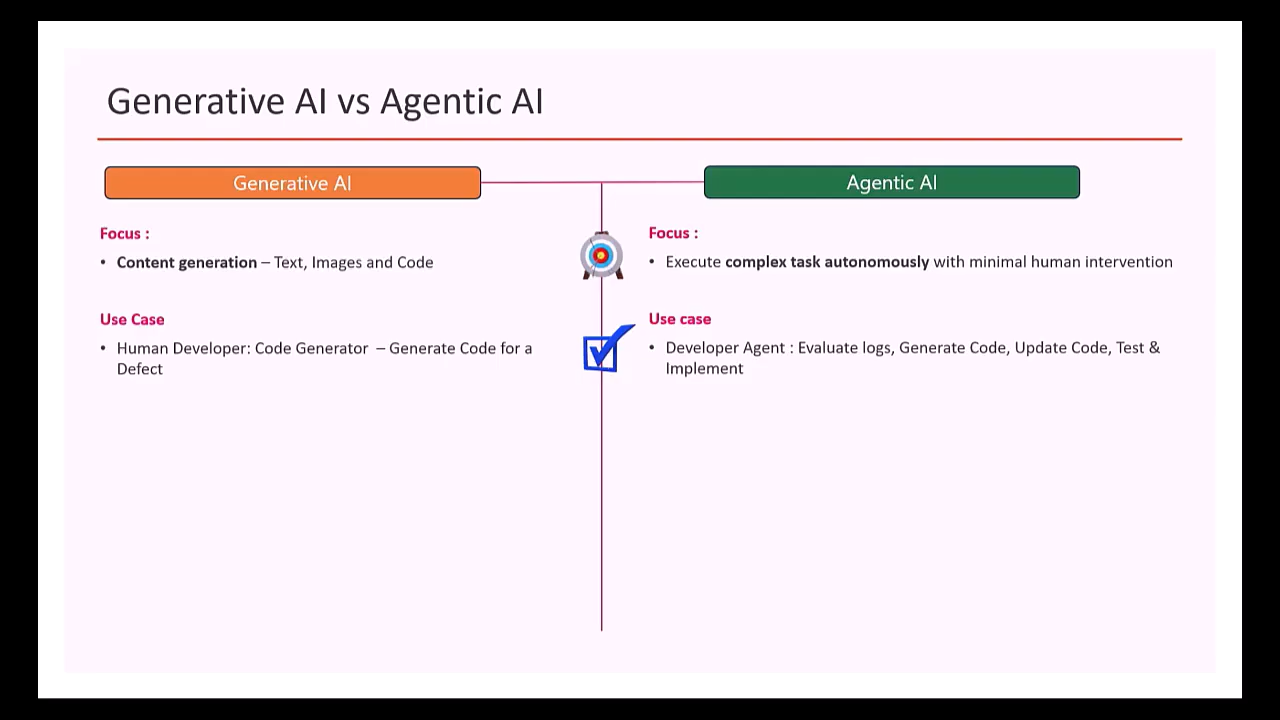 Generative AI vs Agentic AI
Generative AI
Focus :
• Content generation – Text, Images and Code
Use Case
• Human Developer: Code Generator – Generate Code for a
Defect
Agentic AI
Focus :
• Execute complex task autonomously with minimal human intervention
Use case
• Developer Agent : Evaluate logs, Generate Code, Update Code, Test &
Implement